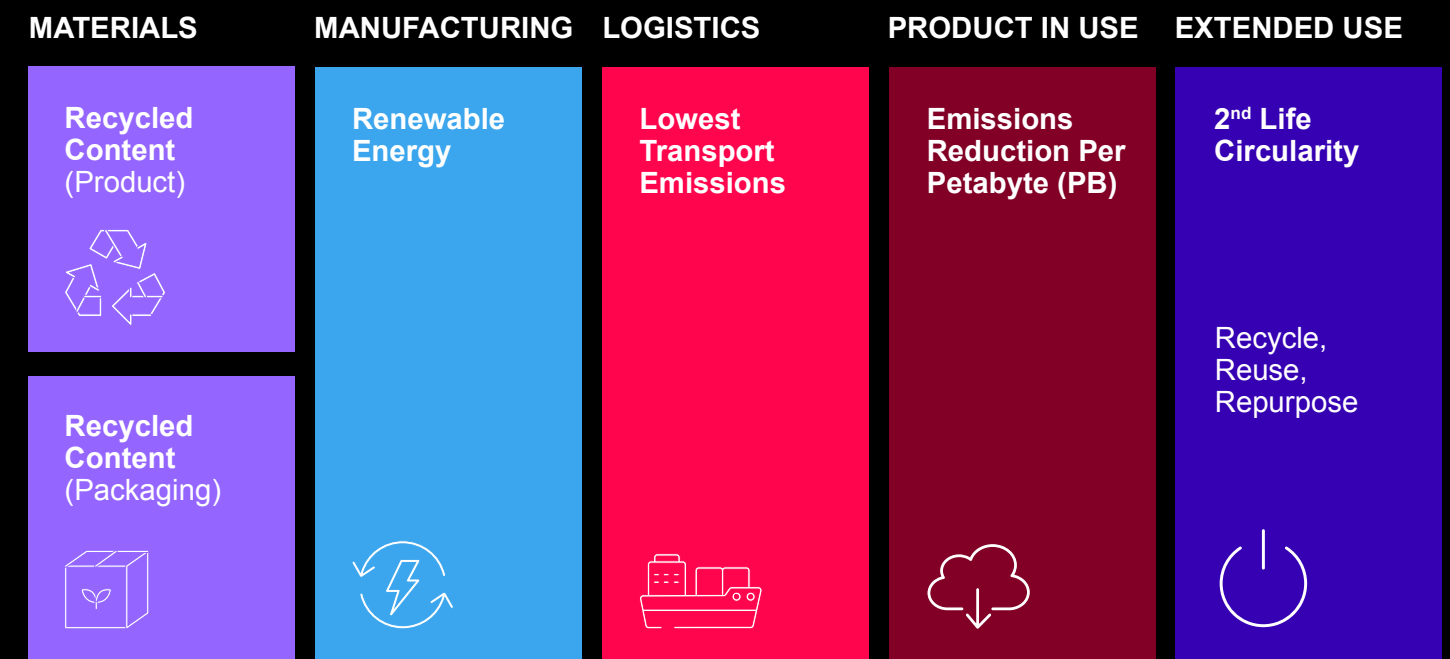 MATERIALS
Recycled
Content
(Product)
Recycled
Content
(Packaging)
MANUFACTURING
Renewable
Energy
LOGISTICS
Lowest
Transport
Emissions
PRODUCT IN USE
Emissions
Reduction Per
Petabyte (PB)
EXTENDED USE
2nd Life
Circularity
Recycle,
Reuse,
Repurpose